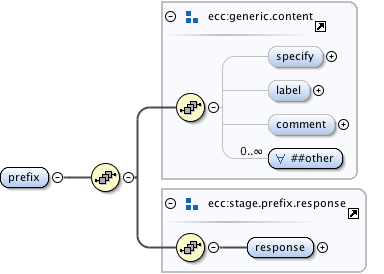 ecc:generic.content
specify
label
comment
0..∞
∀ ##other
prefix
ecc:stage.prefix.response
response